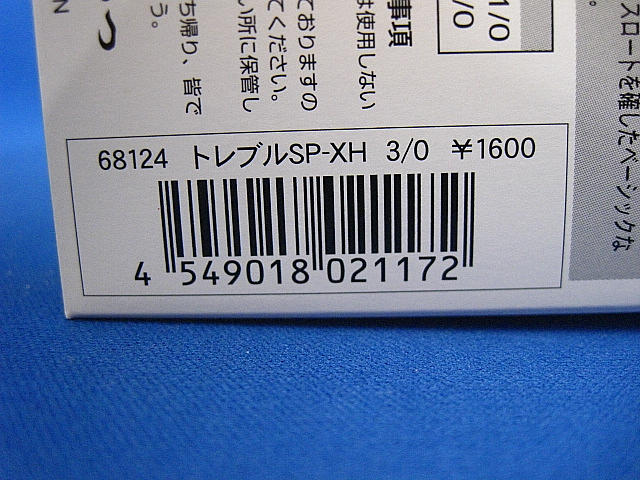 68124 トレブルSP-XH 3/0 ¥1600
4 549018 021172
事項
は使用しない
ておりますの
てください。
い所に保管し
ち帰り、皆で
う。
1/0
/0
スロートを確したベーシックな
。
N